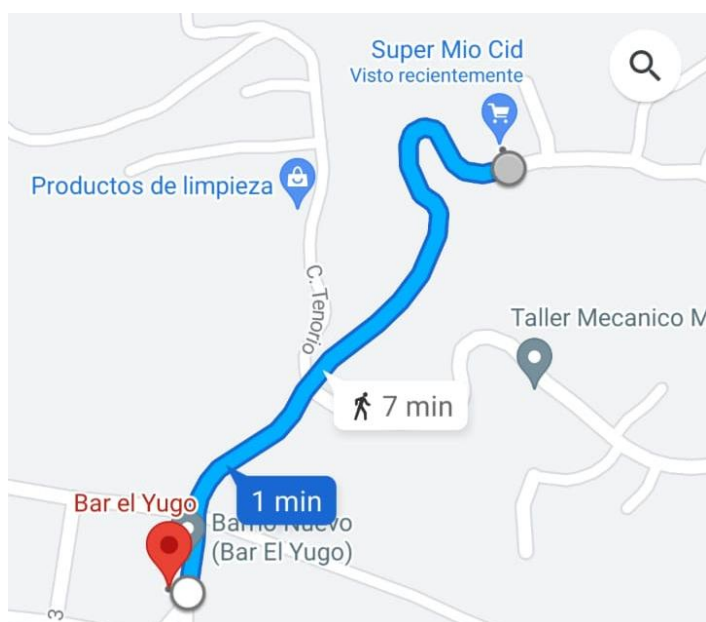 Super Mio Cid
Visto recientemente
Productos de limpieza
C. Tenorio
Taller Mecanico M
7 min
1 min
Bar el Yugo
Barrio Nuevo
(Bar El Yugo)
3